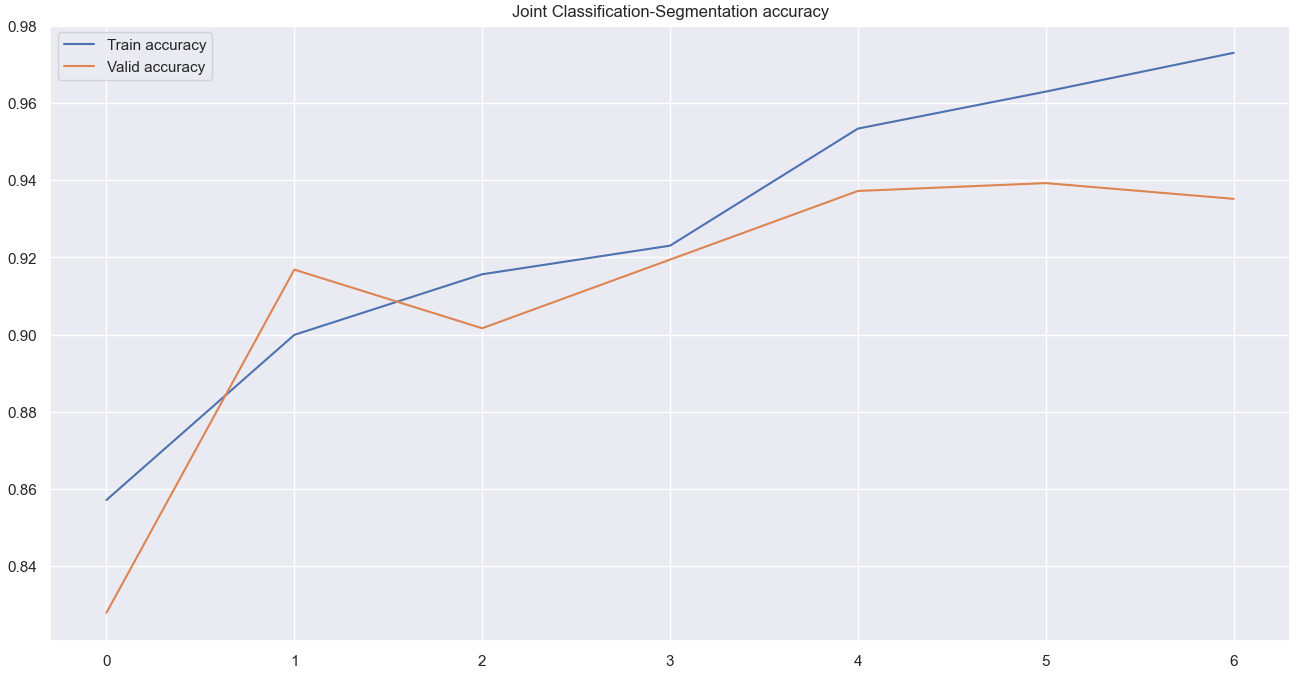 Joint Classification-Segmentation accuracy
0.98
Train accuracy
Valid accuracy
0.96
0.94
0.92
0.90
0.88
0.86
0.84
0 1 2 3 4 5 6